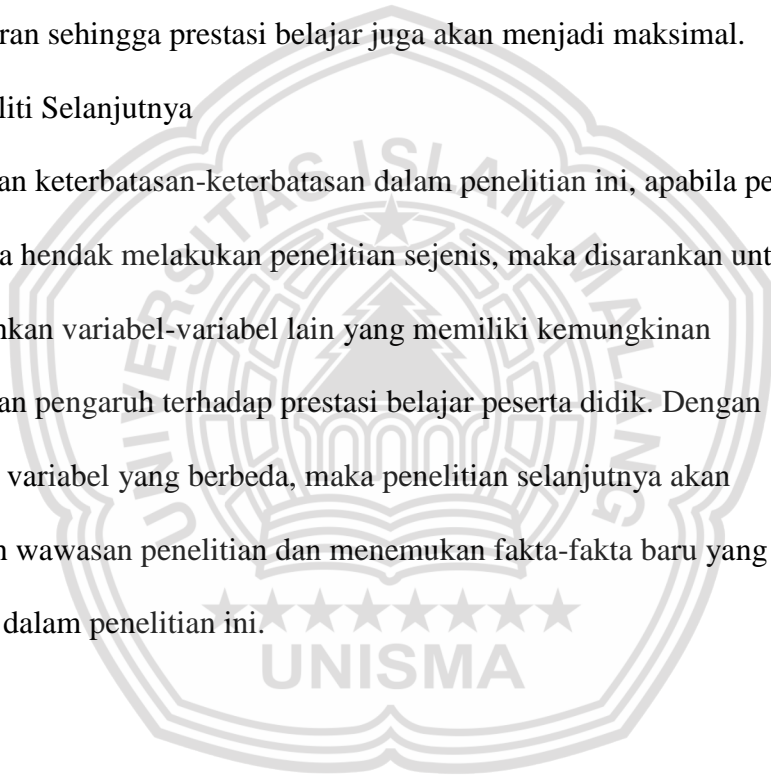 ran sehingga prestasi belajar juga akan menjadi maksimal.
liti Selanjutnya
an keterbatasan-keterbatasan dalam penelitian ini, apabila pe
a hendak melakukan penelitian sejenis, maka disarankan unt
nkan variabel-variabel lain yang memiliki kemungkinan
an pengaruh terhadap prestasi belajar peserta didik. Dengan
variabel yang berbeda, maka penelitian selanjutnya akan
n wawasan penelitian dan menemukan fakta-fakta baru yang
dalam penelitian ini.
UNIVERSITAS ISLAM MALANG
UNISMA